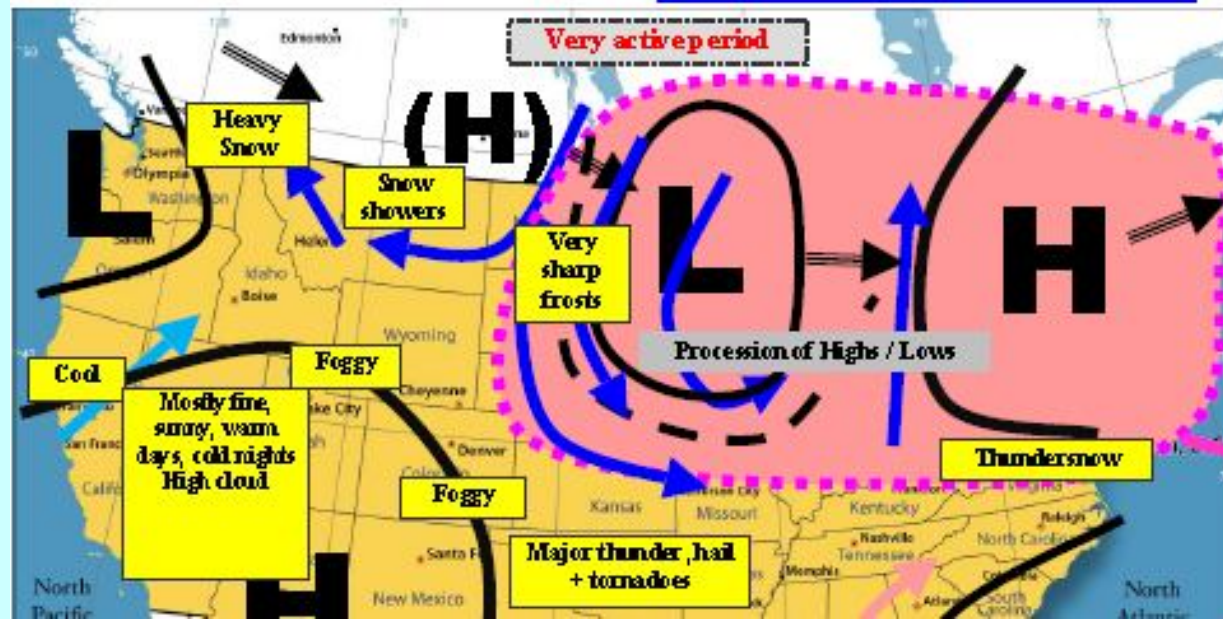 Edmonton
Very active period
Heavy
Snow
(H)
L
Seattle
Olympia
Washington
Snow
showers
Salem
Very
sharp
frosts
L
H
Idaho
Boise
Wyoming
Procession of Highs / Lows
Cool
Foggy
Cheyenne
Mostly fine,
sunny, warm
days, cold nights
High cloud
Denver
Thundersnow
Foggy
Kansas
Missouri
Kentucky
Virginia
Raleigh
North Carolina
Nashville
Tennessee
Major thunder, hail
+ tornadoes
Memphis
Santa F
New Mexico
H
South
Carolina
North
Pacific
North
Atlantic